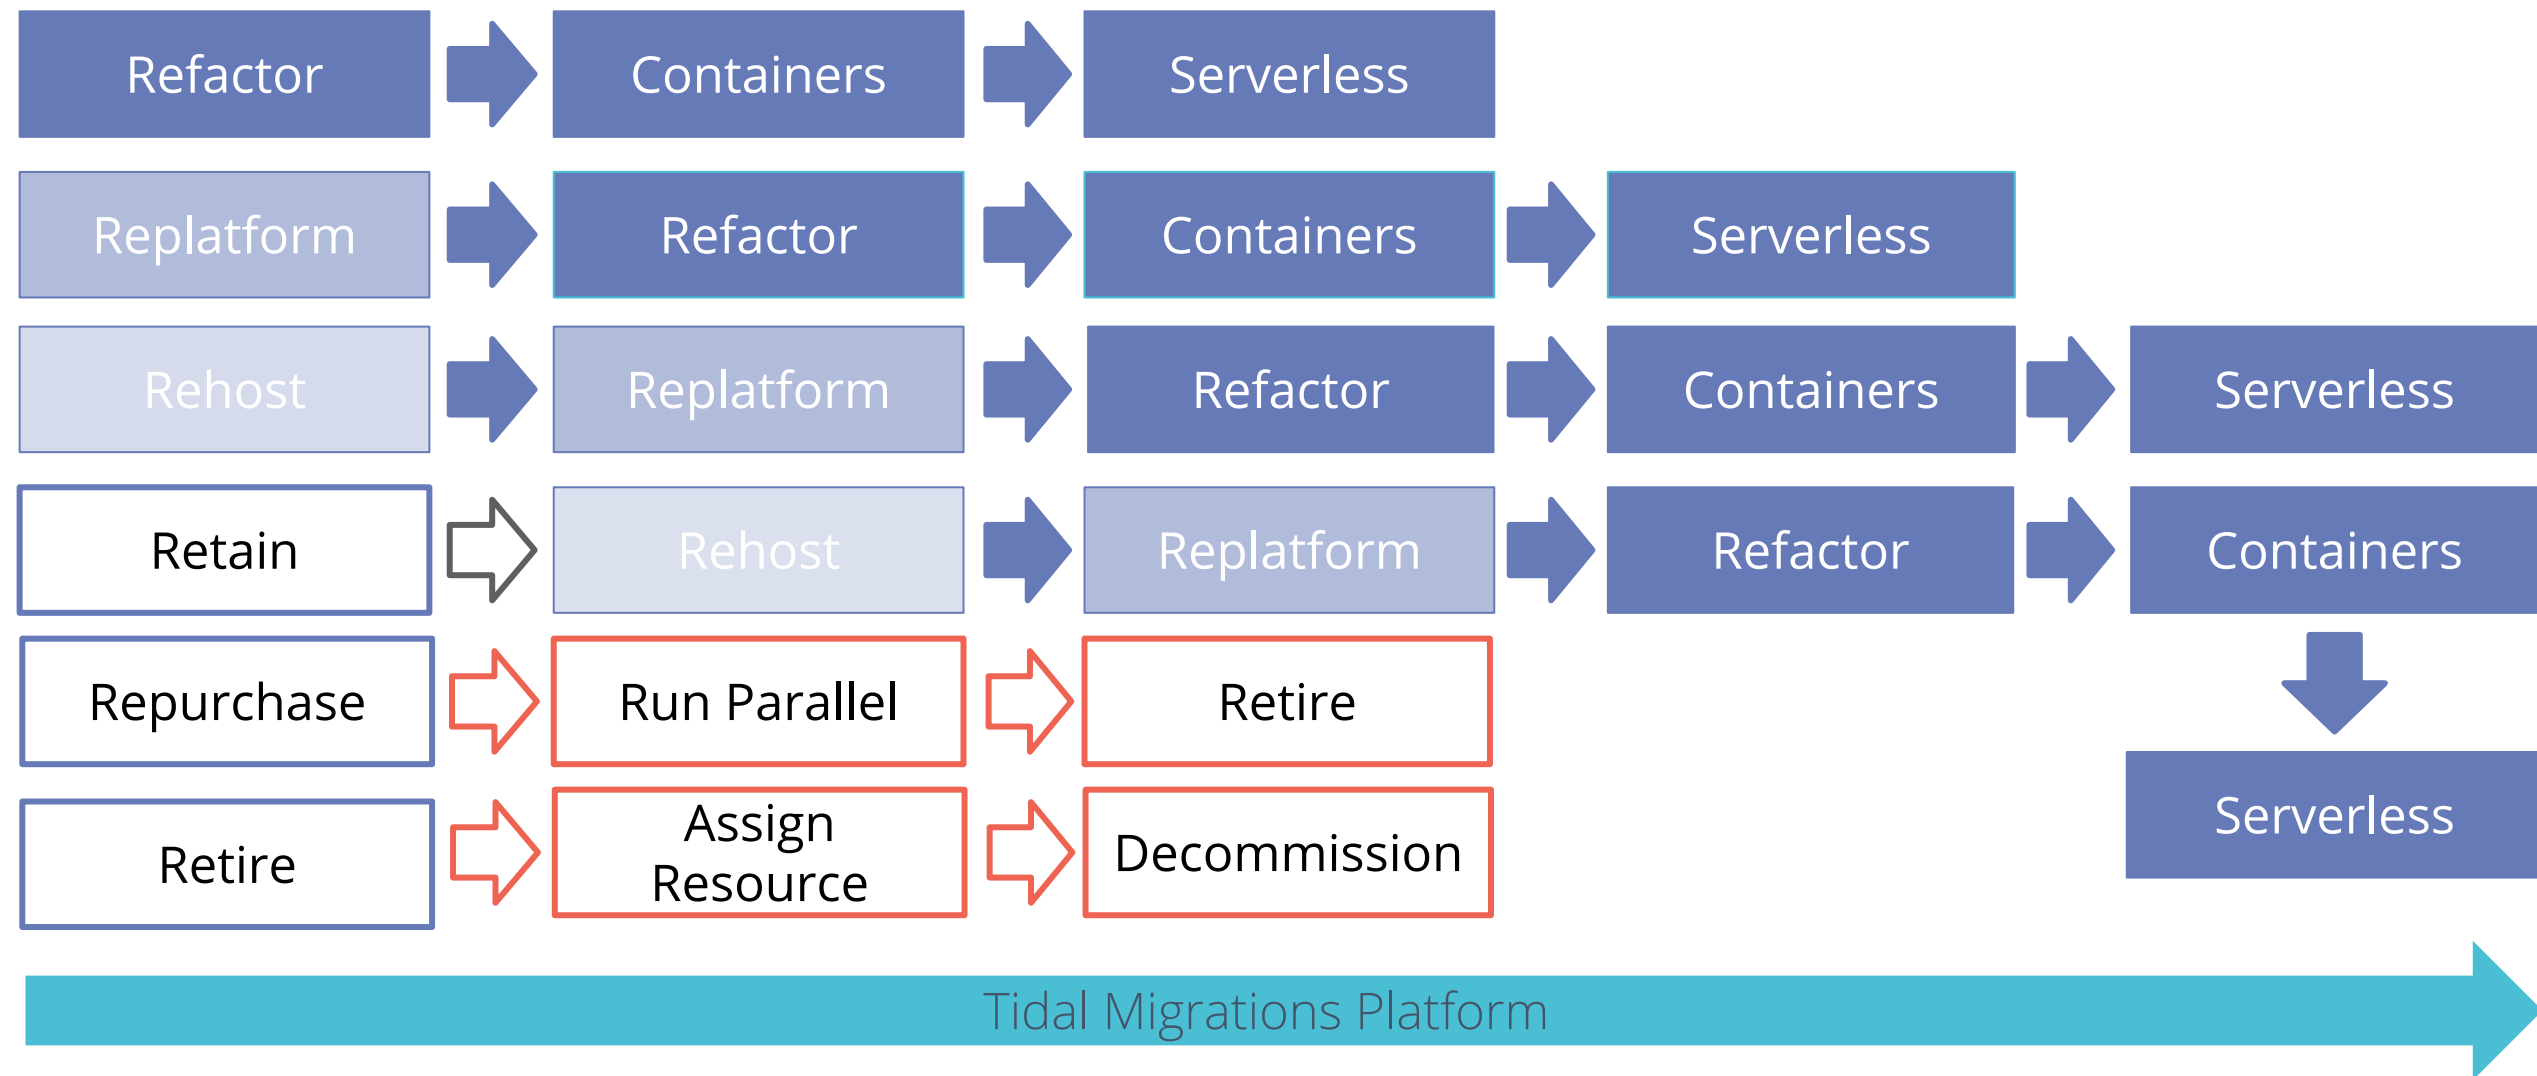 Refactor
Containers
Serverless
Replatform
Refactor
Containers
Serverless
Rehost
Replatform
Refactor
Containers
Serverless
Retain
Rehost
Replatform
Refactor
Containers
Repurchase
Run Parallel
Retire
Serverless
Retire
Assign
Resource
Decommission
Tidal Migrations Platform